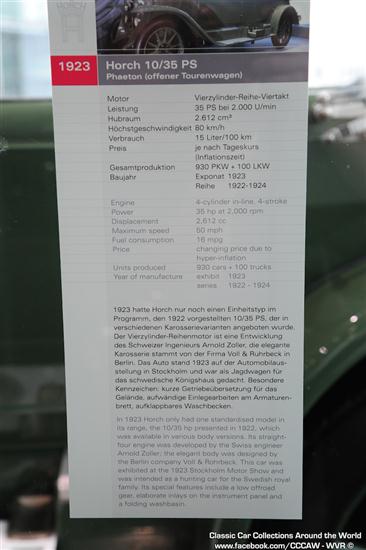 Horch
1923 Horch 10/35 PS
Phaeton (offener Tourenwagen)
Motor Vierzylinder-Reihe-Viertakt
Leistung 35 PS bei 2.000 U/min
Hubraum 2.612 cm³
Höchstgeschwindigkeit 80 km/h
Verbrauch 15 Liter/100 km
Preis je nach Tageskurs
(Inflationszeit)
Gesamtproduktion 930 PKW + 100 LKW
Baujahr Exponat 1923
Reihe 1922-1924
Engine 4-cylinder in-line, 4-stroke
Power 35 hp at 2,000 rpm
Displacement 2,612 cc
Maximum speed 50 mph
Fuel consumption 16 mpg
Price changing price due to
hyper-inflation
Units produced 930 cars + 100 trucks
Year of manufacture exhibit 1923
series 1922 - 1924
1923 hatte Horch nur noch einen Einheitstyp im
Programm, den 1922 vorgestellten 10/35 PS, der in
verschiedenen Karosserievarianten angeboten wurde.
Der Vierzylinder-Reihenmotor ist eine Entwicklung
des Schweizer Ingenieurs Arnold Zoller, die elegante
Karosserie stammt von der Firma Voll & Ruhrbeck in
Berlin. Das Auto stand 1923 auf der Automobilaus-
stellung in Stockholm und war als Jagdwagen für
das schwedische Königshaus gedacht. Besondere
Kennzeichen: kurze Getriebeübersetzung für das
Gelände, aufwändige Einlegearbeiten am Armaturen-
brett, aufklappbares Waschbecken.
In 1923 Horch only had one standardised model in
its range, the 10/35 hp presented in 1922, which
was available in various body versions. Its straight-
four engine was developed by the Swiss engineer
Arnold Zoller; the elegant body was designed by
the Berlin company Voll & Rohrbeck. This car was
exhibited at the 1923 Stockholm Motor Show and
was intended as a hunting car for the Swedish royal
family. Its special features include a low offroad
gear, elaborate inlays on the instrument panel and
a folding washbasin.
Classic Car Collections Around the World
www.facebook.com/CCCAW - WVR ©